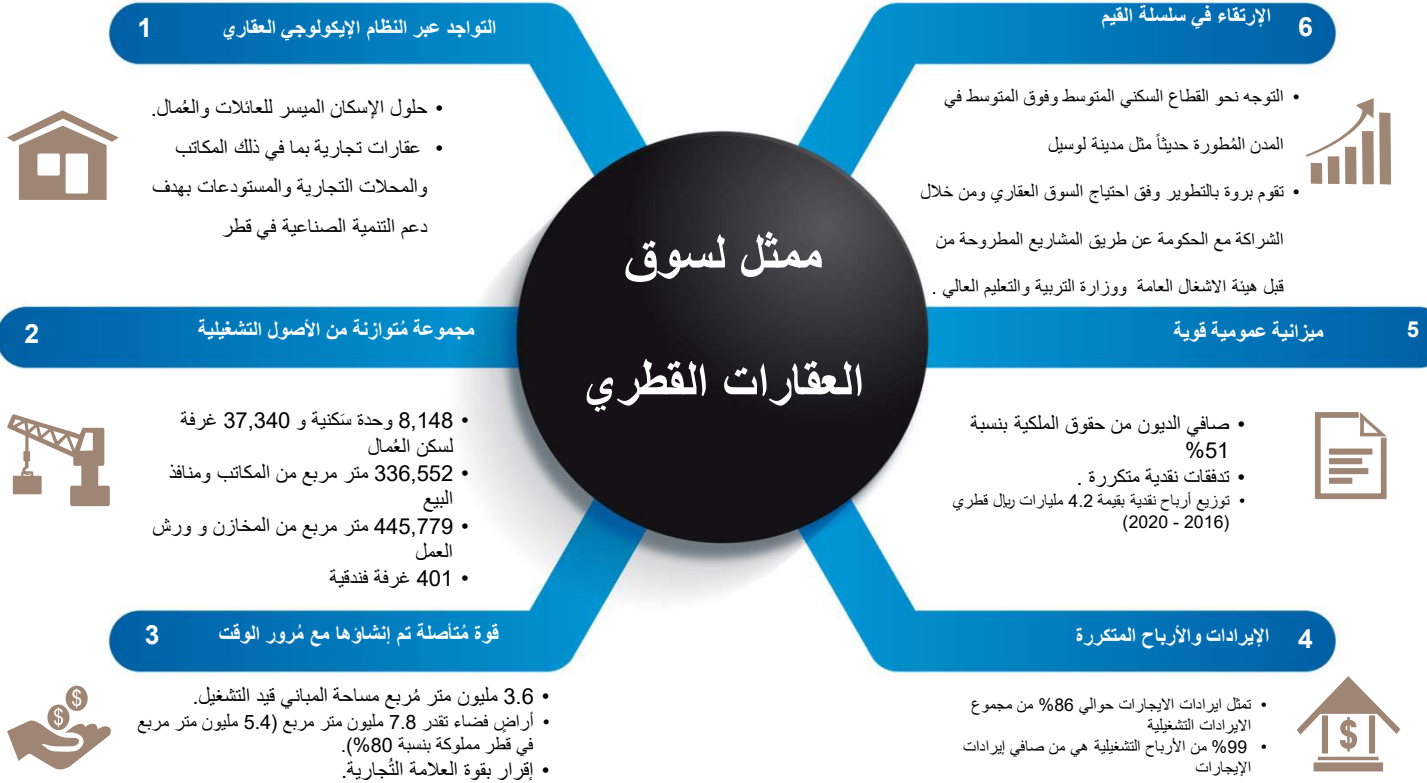 1 التواجد عبر النظام الإيكولوجي العقاري
• حلول الإسكان الميسر للعائلات والعُمال.
• عقارات تجارية بما في ذلك المكاتب
والمحلات التجارية والمستودعات بهدف
دعم التنمية الصناعية في قطر
2 مجموعة مُتوازنة من الأصول التشغيلية
• 8,148 وحدة سَكنية و 37,340 غرفة
لسكن العُمال
• 336,552 متر مربع من المكاتب ومنافذ
البيع
• 445,779 متر مربع من المخازن و ورش
العمل
• 401 غرفة فندقية
3 قوة مُتأصلة تم إنشاؤها مع مُرور الوقت
• 3.6 مليون متر مُربع مساحة المباني قيد التشغيل.
• أراضٍ فضاء تقدر 7.8 مليون متر مربع (5.4 مليون متر مربع
في قطر مملوكة بنسبة 80%).
• إقرار بقوة العلامة التُجارية.
ممثل لسوق
العقارات القطري
4 الإيرادات والأرباح المتكررة
• تمثل ايرادات الايجارات حوالي 86% من مجموع
الايرادات التشغيلية
• 99% من الأرباح التشغيلية هي من صافي إيرادات
الإيجارات
5 ميزانية عمومية قوية
• صافي الديون من حقوق الملكية بنسبة
51%
• تدفقات نقدية متكررة .
• توزيع أرباح نقدية بقيمة 4.2 مليارات ريال قطري
(2016 - 2020)
6 الإرتقاء في سلسلة القيم
• التوجه نحو القطاع السكني المتوسط وفوق المتوسط في
المدن المُطورة حديثاً مثل مدينة لوسيل
• تقوم بروة بالتطوير وفق احتياج السوق العقاري ومن خلال
الشراكة مع الحكومة عن طريق المشاريع المطروحة من
قبل هيئة الاشغال العامة ووزارة التربية والتعليم العالي .